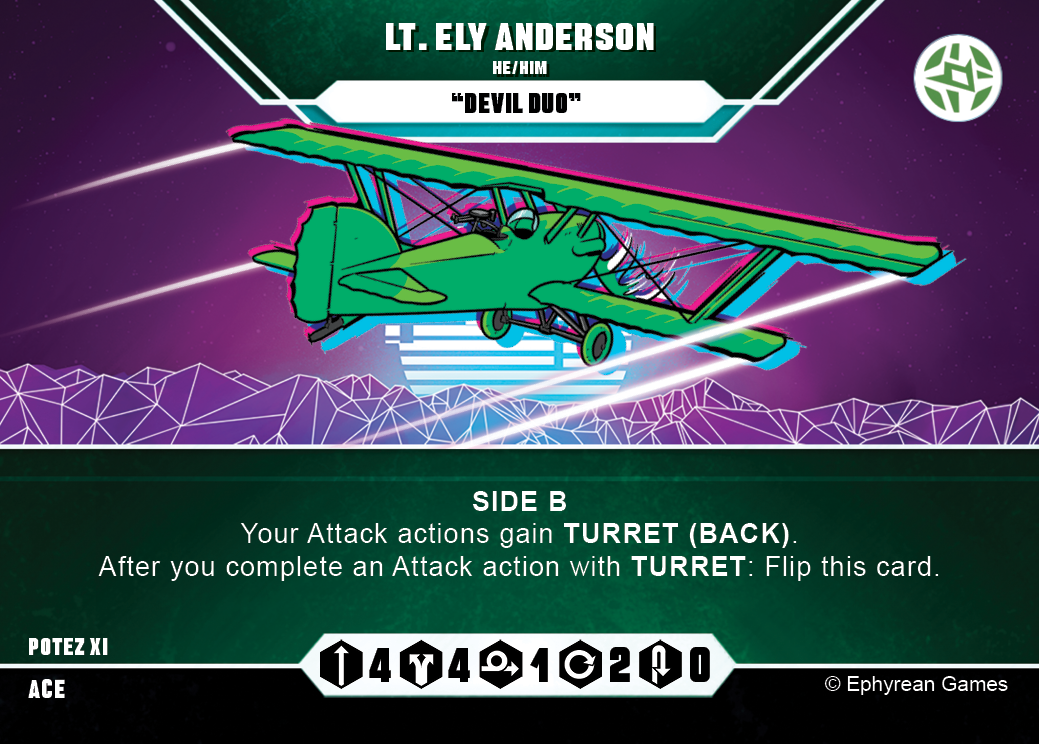 LT. ELY ANDERSON
HE/HIM
“DEVIL DUO”
SIDE B
Your Attack actions gain TURRET (BACK).
After you complete an Attack action with TURRET: Flip this card.
POTEZ XI
4 4 1 2 0
ACE
© Ephyrean Games